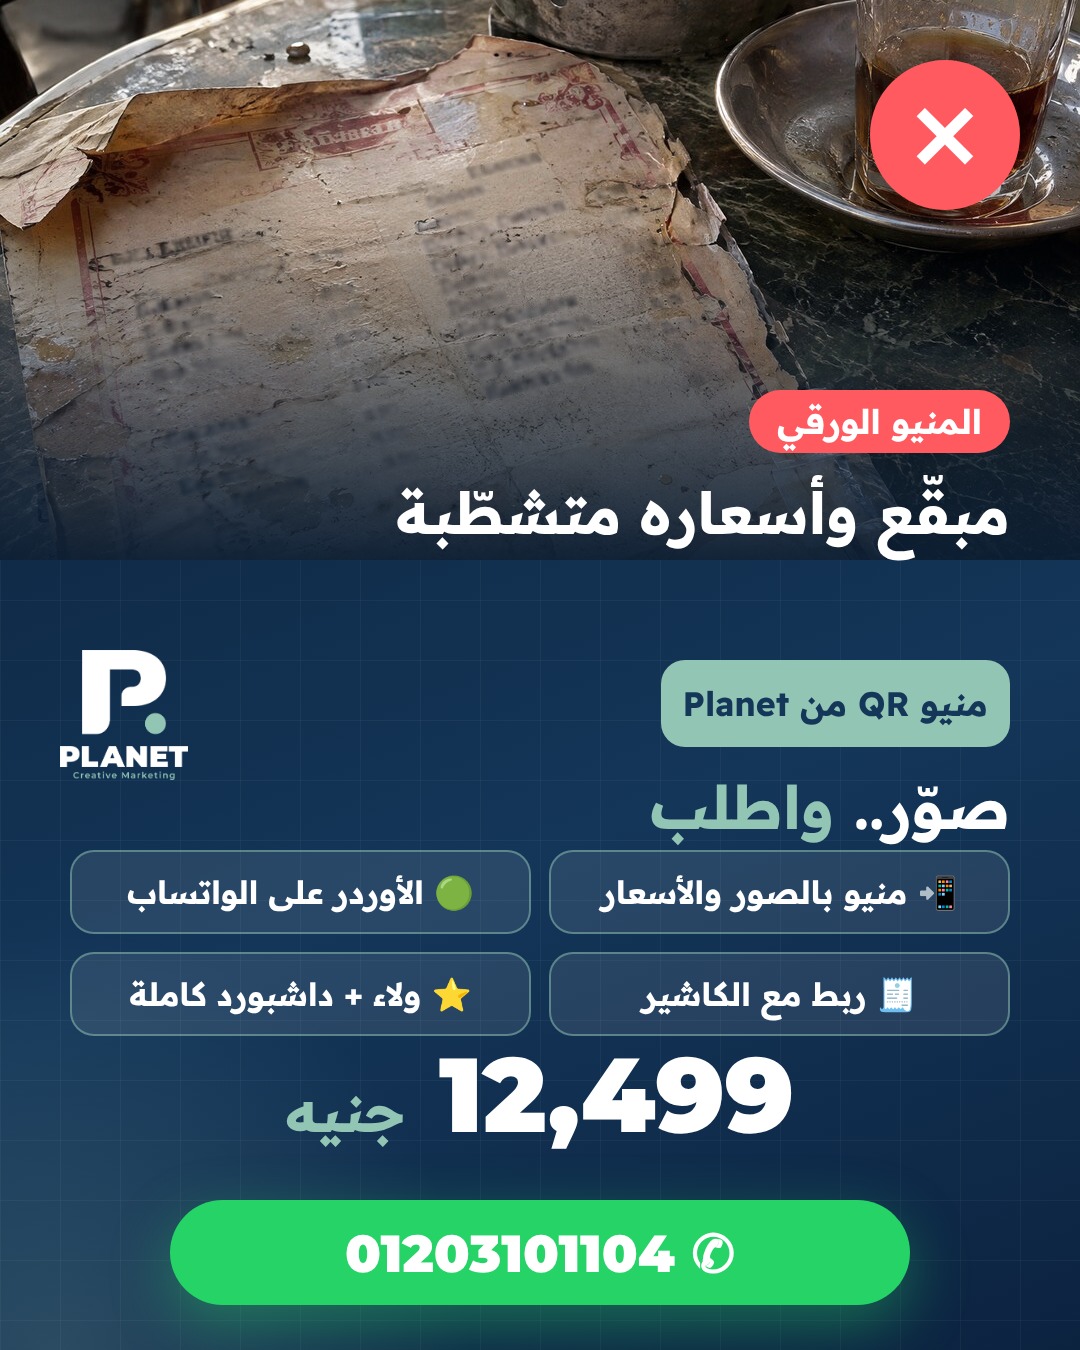 المنيو الورقي
مبقّع وأسعاره متشطّبة
منيو QR من Planet
P.
PLANET
Creative Marketing
صوّر.. واطلب
📲 منيو بالصور والأسعار
🟢 الأوردر على الواتساب
🧾 ربط مع الكاشير
⭐ ولاء + داشبورد كاملة
12,499 جنيه
✆ 01203101104